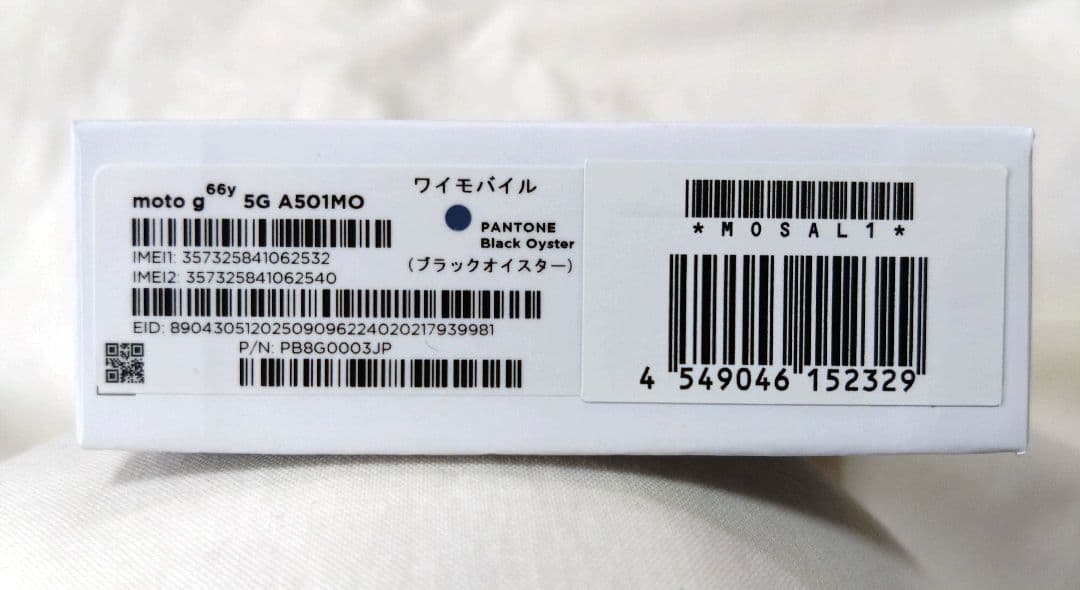 moto g66y 5G A501MO
IMEI1: 357325841062532
IMEI2: 357325841062540
EID: 89043051202509096224020217939981
P/N: PB8G0003JP
ワイモバイル
PANTONE
Black Oyster
(ブラックオイスター)
*MOSAL1*
4 549046 152329